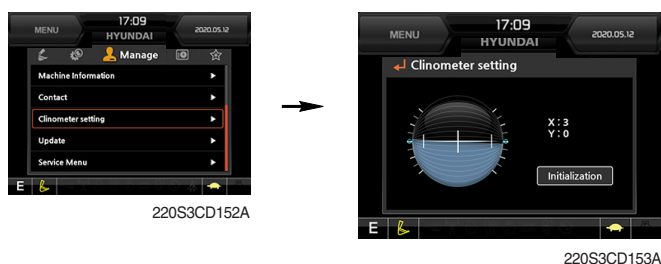 MENU
17:09
HYUNDAI
2020.05.12
Manage
Machine Information
Contact
Clinometer setting
Update
Service Menu
E
220S3CD152A
MENU
17:09
HYUNDAI
2020.05.12
Clinometer setting
X : 3
Y : 0
Initialization
E
220S3CD153A